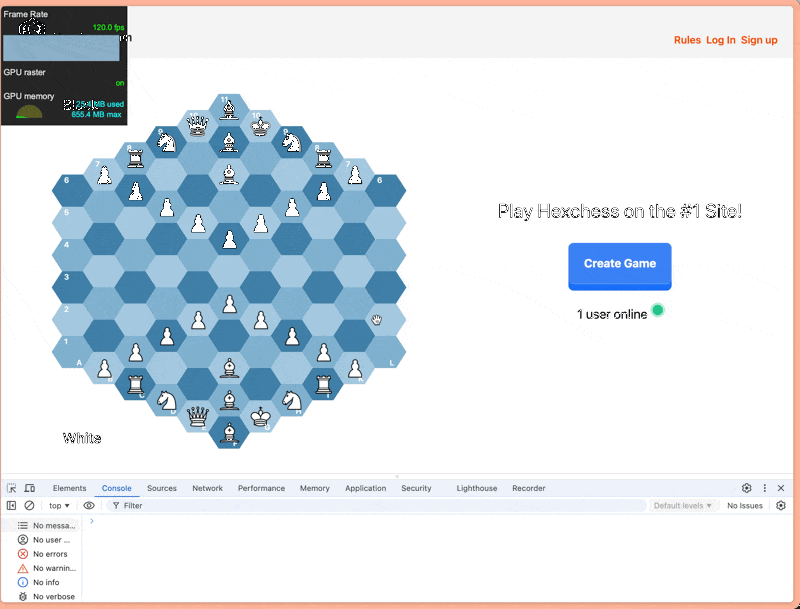 Frame Rate
120.0 fps
GPU raster
on
GPU memory
MB used
655.4 MB max
Rules Log In Sign up
11
10 10
9 9
8 8
7 7
6 6
5
4
3
2
1
A L
B K
C I
D H
E G
F
White
Play Hexchess on the #1 Site!
Create Game
1 user online
Elements Console Sources Network Performance Memory Application Security Lighthouse Recorder
top ▼ Filter Default levels ▼ No Issues
No messa...
No user ...
No errors
No warnin...
No info
No verbose